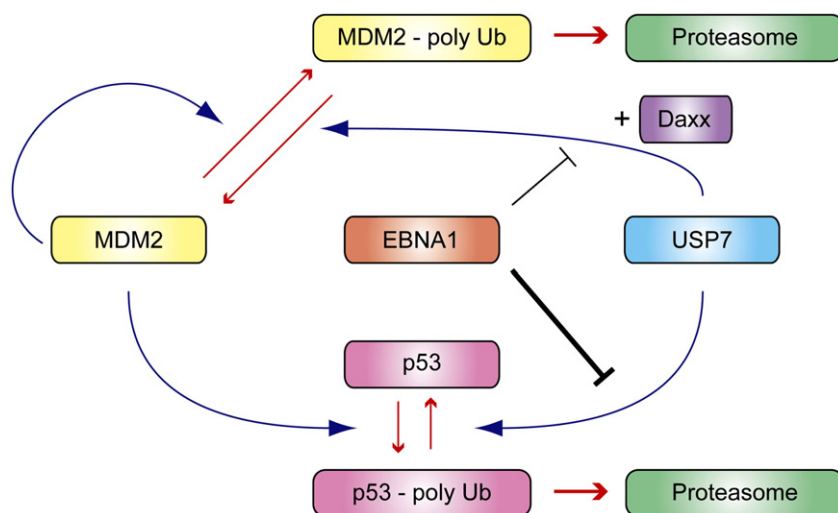 MDM2 - poly Ub
Proteasome
+ Daxx
MDM2
EBNA1
USP7
p53
p53 - poly Ub
Proteasome